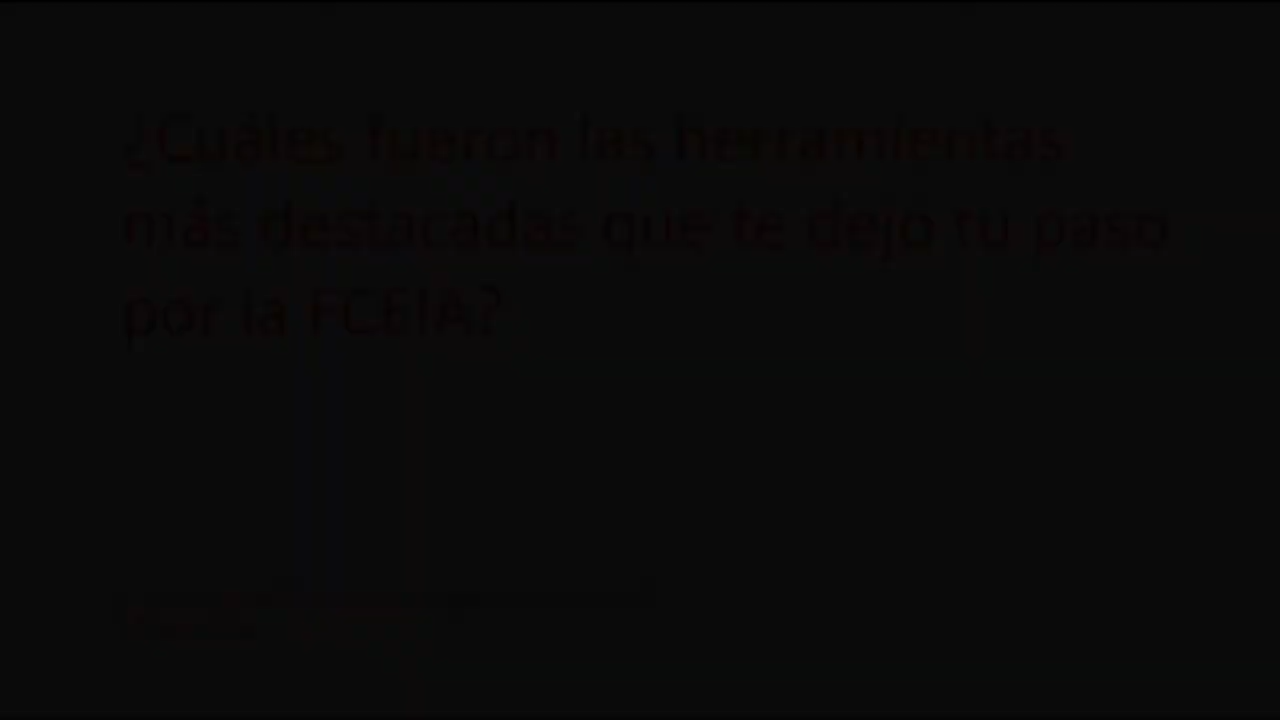 ¿Cuáles fueron las herramientas
más destacadas que te dejó tu paso
por la FCEIA?